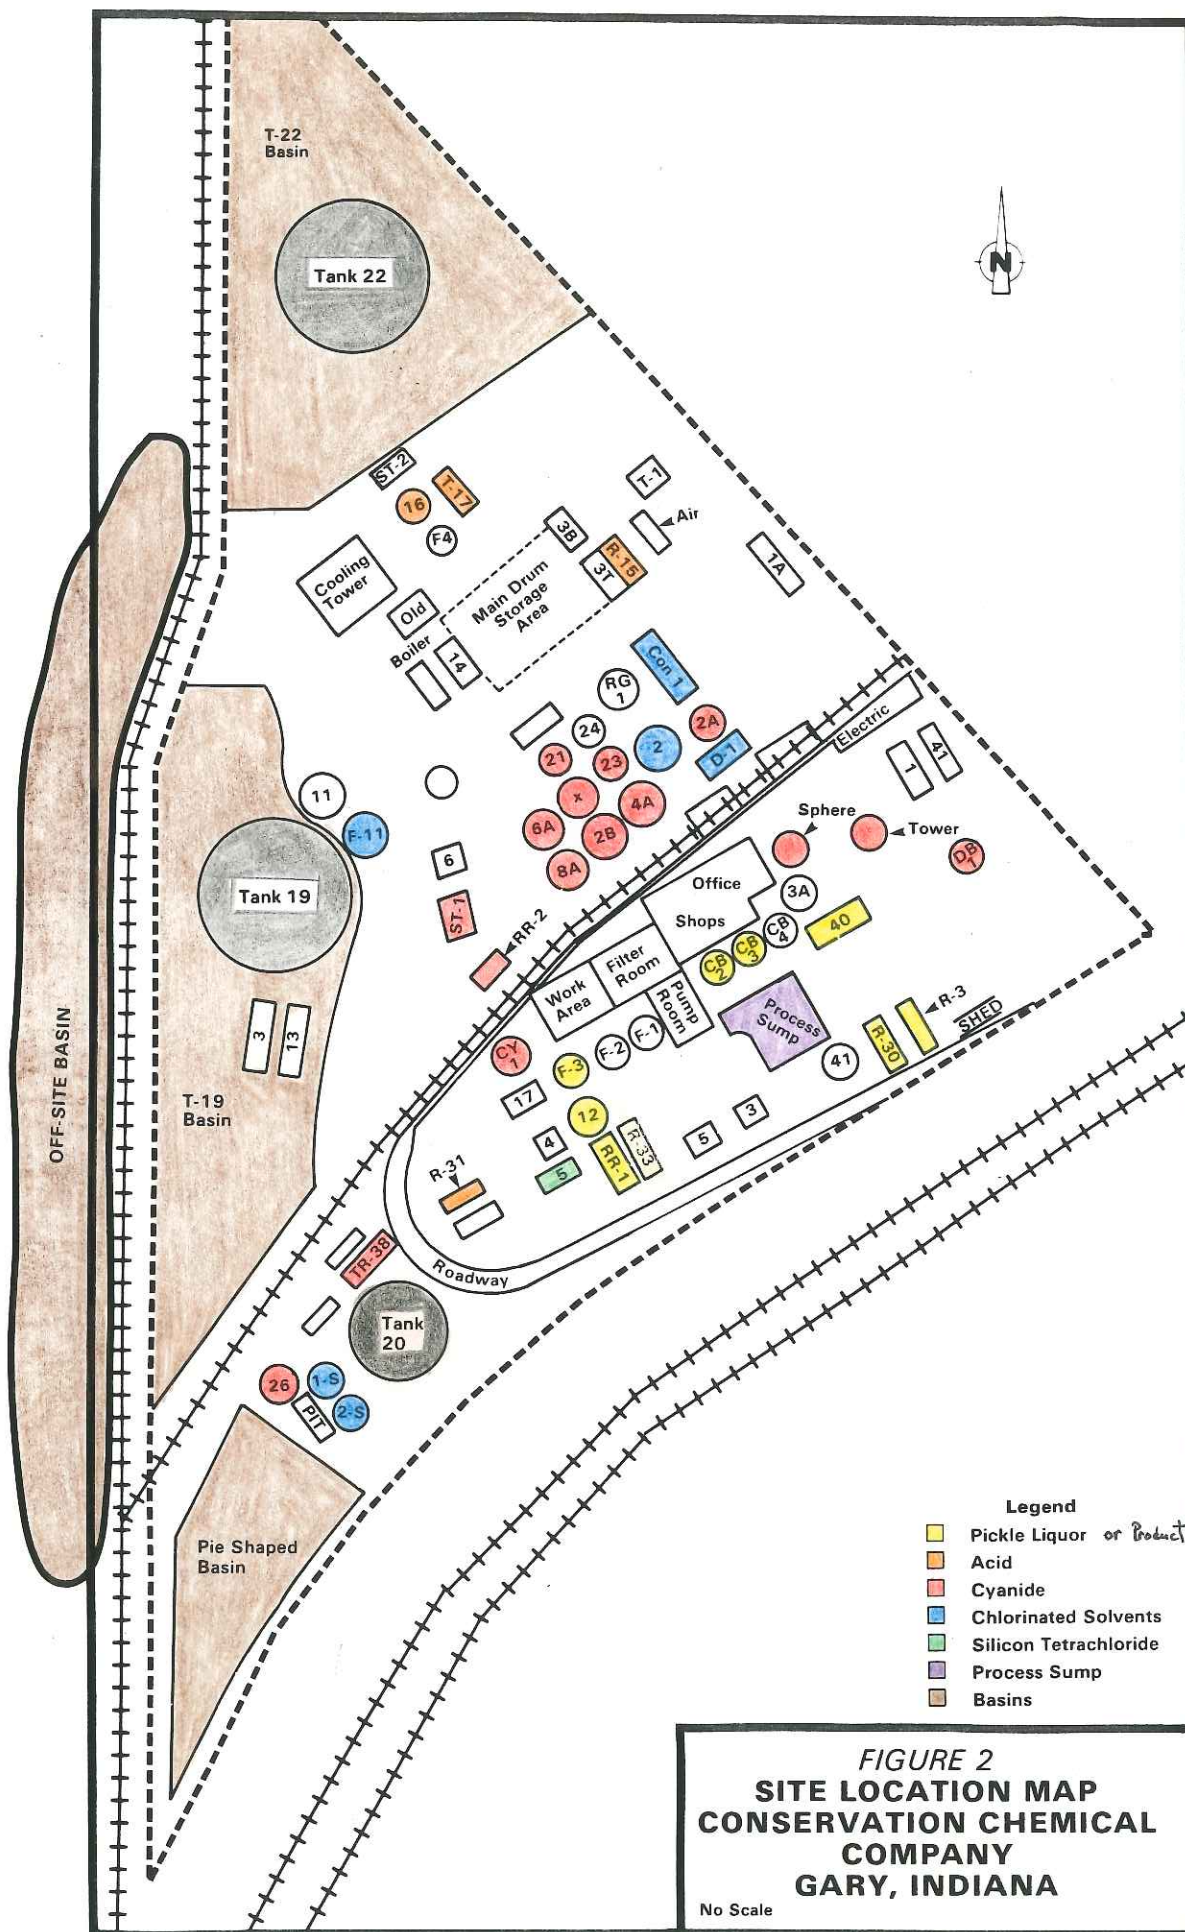 T-22
Basin
Tank 22
N
ST-2
T-17
16
F4
T-1
Air
3B
R-15
3T
1A
Cooling
Tower
Main Drum
Storage
Area
Old
Boiler
14
Con 1
RG
1
24
2A
2
21
23
D-1
Electric
41
1
x
4A
11
6A
2B
F-11
Sphere
Tower
8A
DB
1
6
Office
3A
Tank 19
Shops
CB
4
40
ST-1
RR-2
CB
3
CB
2
Filter
Room
Work
Area
Pump
Room
Process
Sump
R-3
SHED
3
13
R-30
F-1
F-2
41
CY
1
F-3
OFF-SITE BASIN
T-19
Basin
17
12
3
4
5
R-33
RR-1
R-31
5
TR-38
Roadway
Tank
20
26
1-S
PIT
2-S
Pie Shaped
Basin
Legend
Pickle Liquor or Product
Acid
Cyanide
Chlorinated Solvents
Silicon Tetrachloride
Process Sump
Basins
FIGURE 2
SITE LOCATION MAP
CONSERVATION CHEMICAL
COMPANY
GARY, INDIANA
No Scale